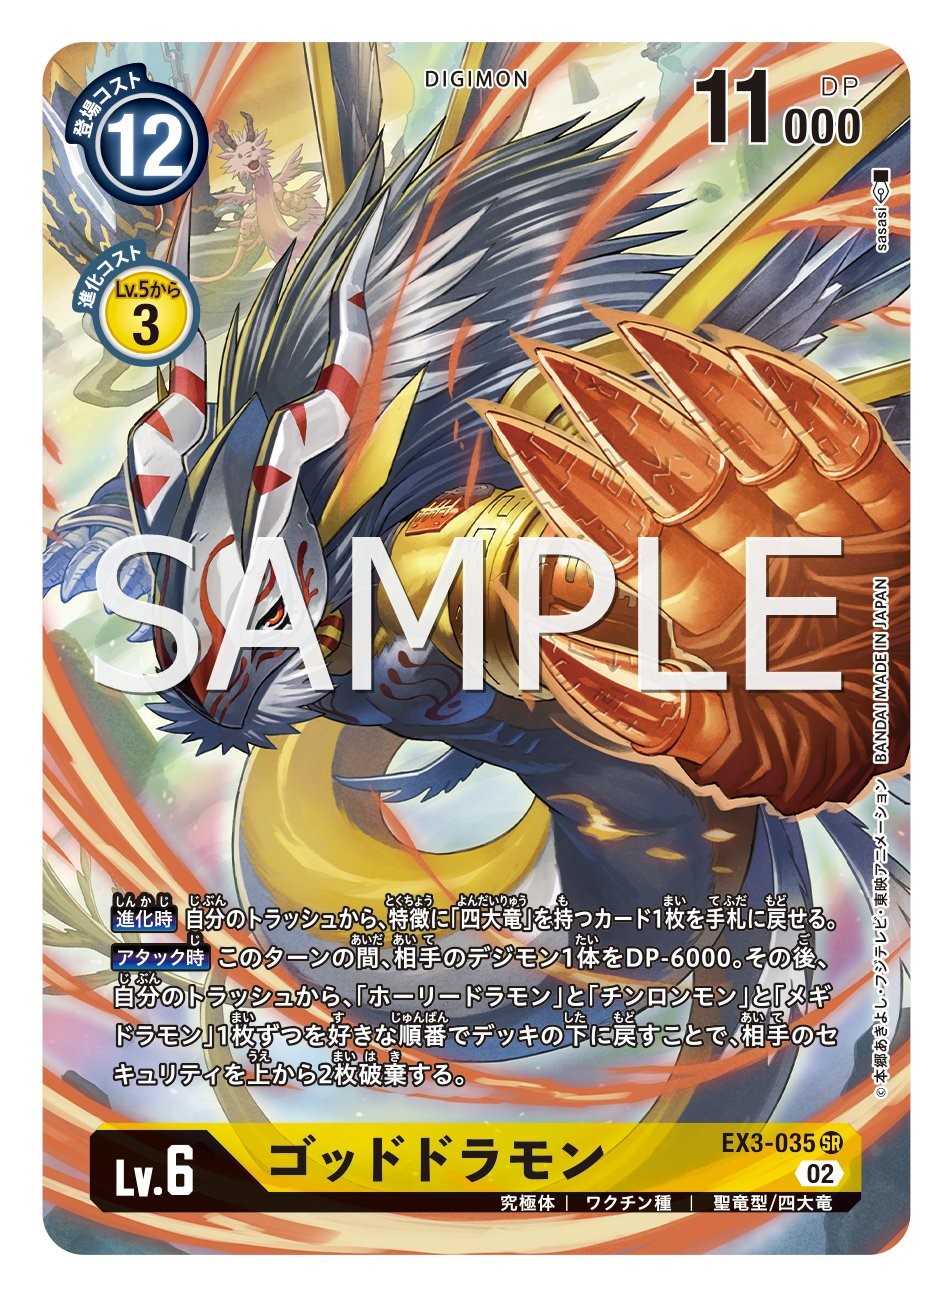 DIGIMON
登場コスト
12
11000
DP
進化コスト
Lv.5から
3
sasasi
SAMPLE
BANDAI MADE IN JAPAN
©本郷あきよし・フジテレビ・東映アニメーション
進化時 自分のトラッシュから、特徴に「四大竜」を持つカード1枚を手札に戻せる。
アタック時 このターンの間、相手のデジモン1体をDP-6000。その後、
自分のトラッシュから、「ホーリードラモン」と「チンロンモン」と「メギ
ドラモン」1枚ずつを好きな順番でデッキの下に戻すことで、相手のセ
キュリティを上から2枚破棄する。
EX3-035 SR
Lv.6
ゴッドドラモン
02
究極体 | ワクチン種 | 聖竜型/四大竜